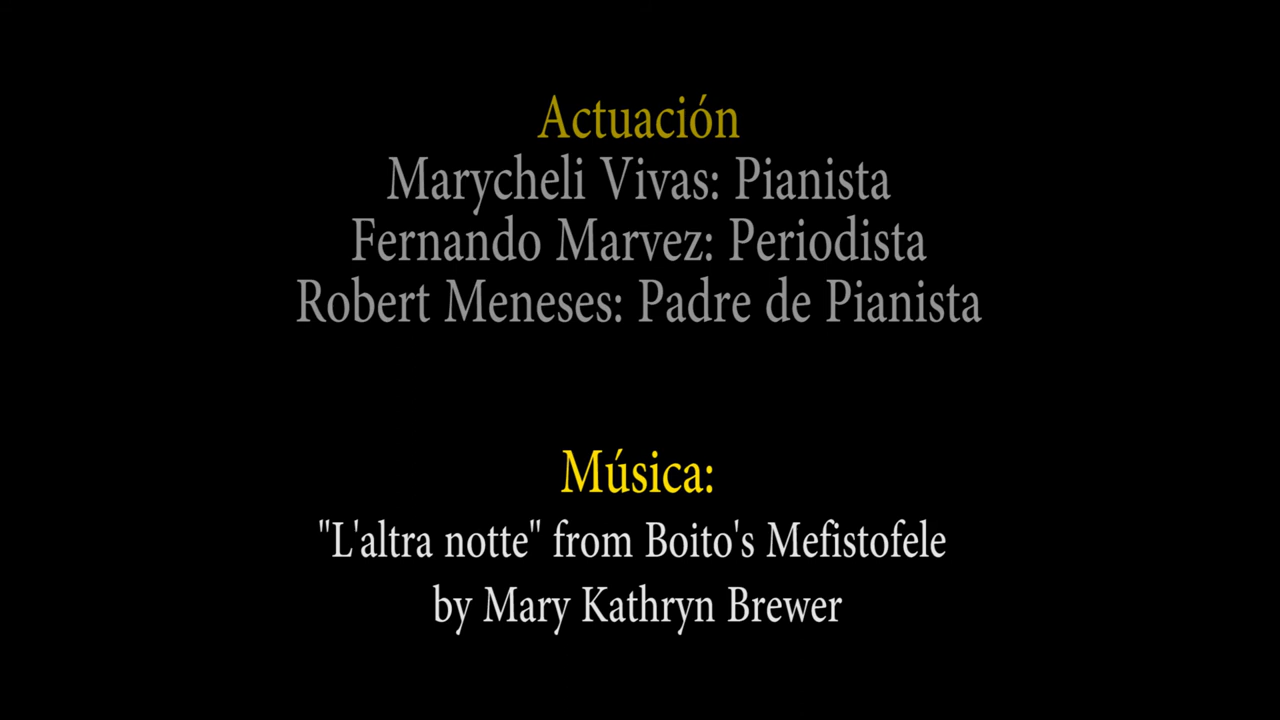 Actuación
Marycheli Vivas: Pianista
Fernando Marvez: Periodista
Robert Meneses: Padre de Pianista
Música:
"L'altra notte" from Boito's Mefistofele
by Mary Kathryn Brewer